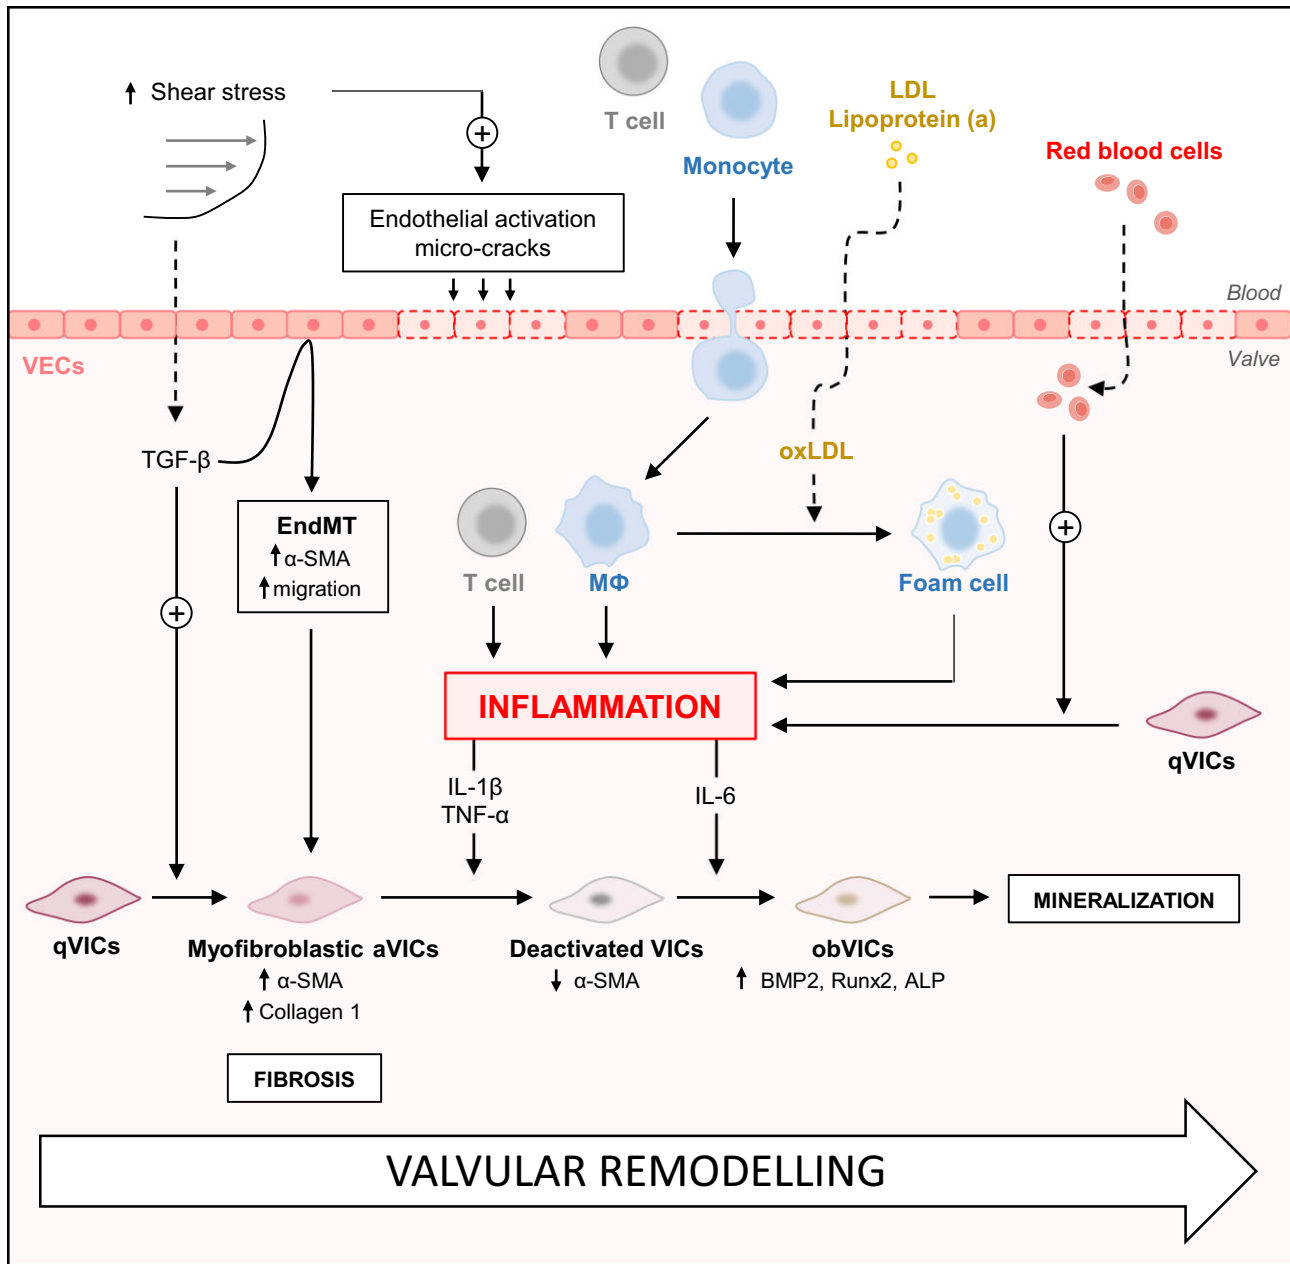 Shear stress
T cell
Monocyte
LDL
Lipoprotein (a)
Red blood cells
+
Endothelial activation
micro-cracks
Blood
VECs
Valve
TGF-β
oxLDL
EndMT
α-SMA
migration
T cell
MΦ
Foam cell
+
+
INFLAMMATION
qVICs
IL-1β
TNF-α
IL-6
qVICs
Myofibroblastic aVICs
α-SMA
Collagen 1
Deactivated VICs
α-SMA
obVICs
BMP2, Runx2, ALP
MINERALIZATION
FIBROSIS
VALVULAR REMODELLING